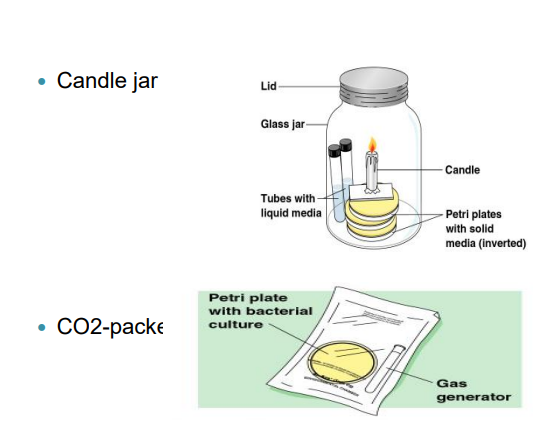 Candle jar
Lid
Glass jar
Candle
Tubes with
liquid media
Petri plates
with solid
media (inverted)
CO2-packe
Petri plate
with bacterial
culture
Gas
generator